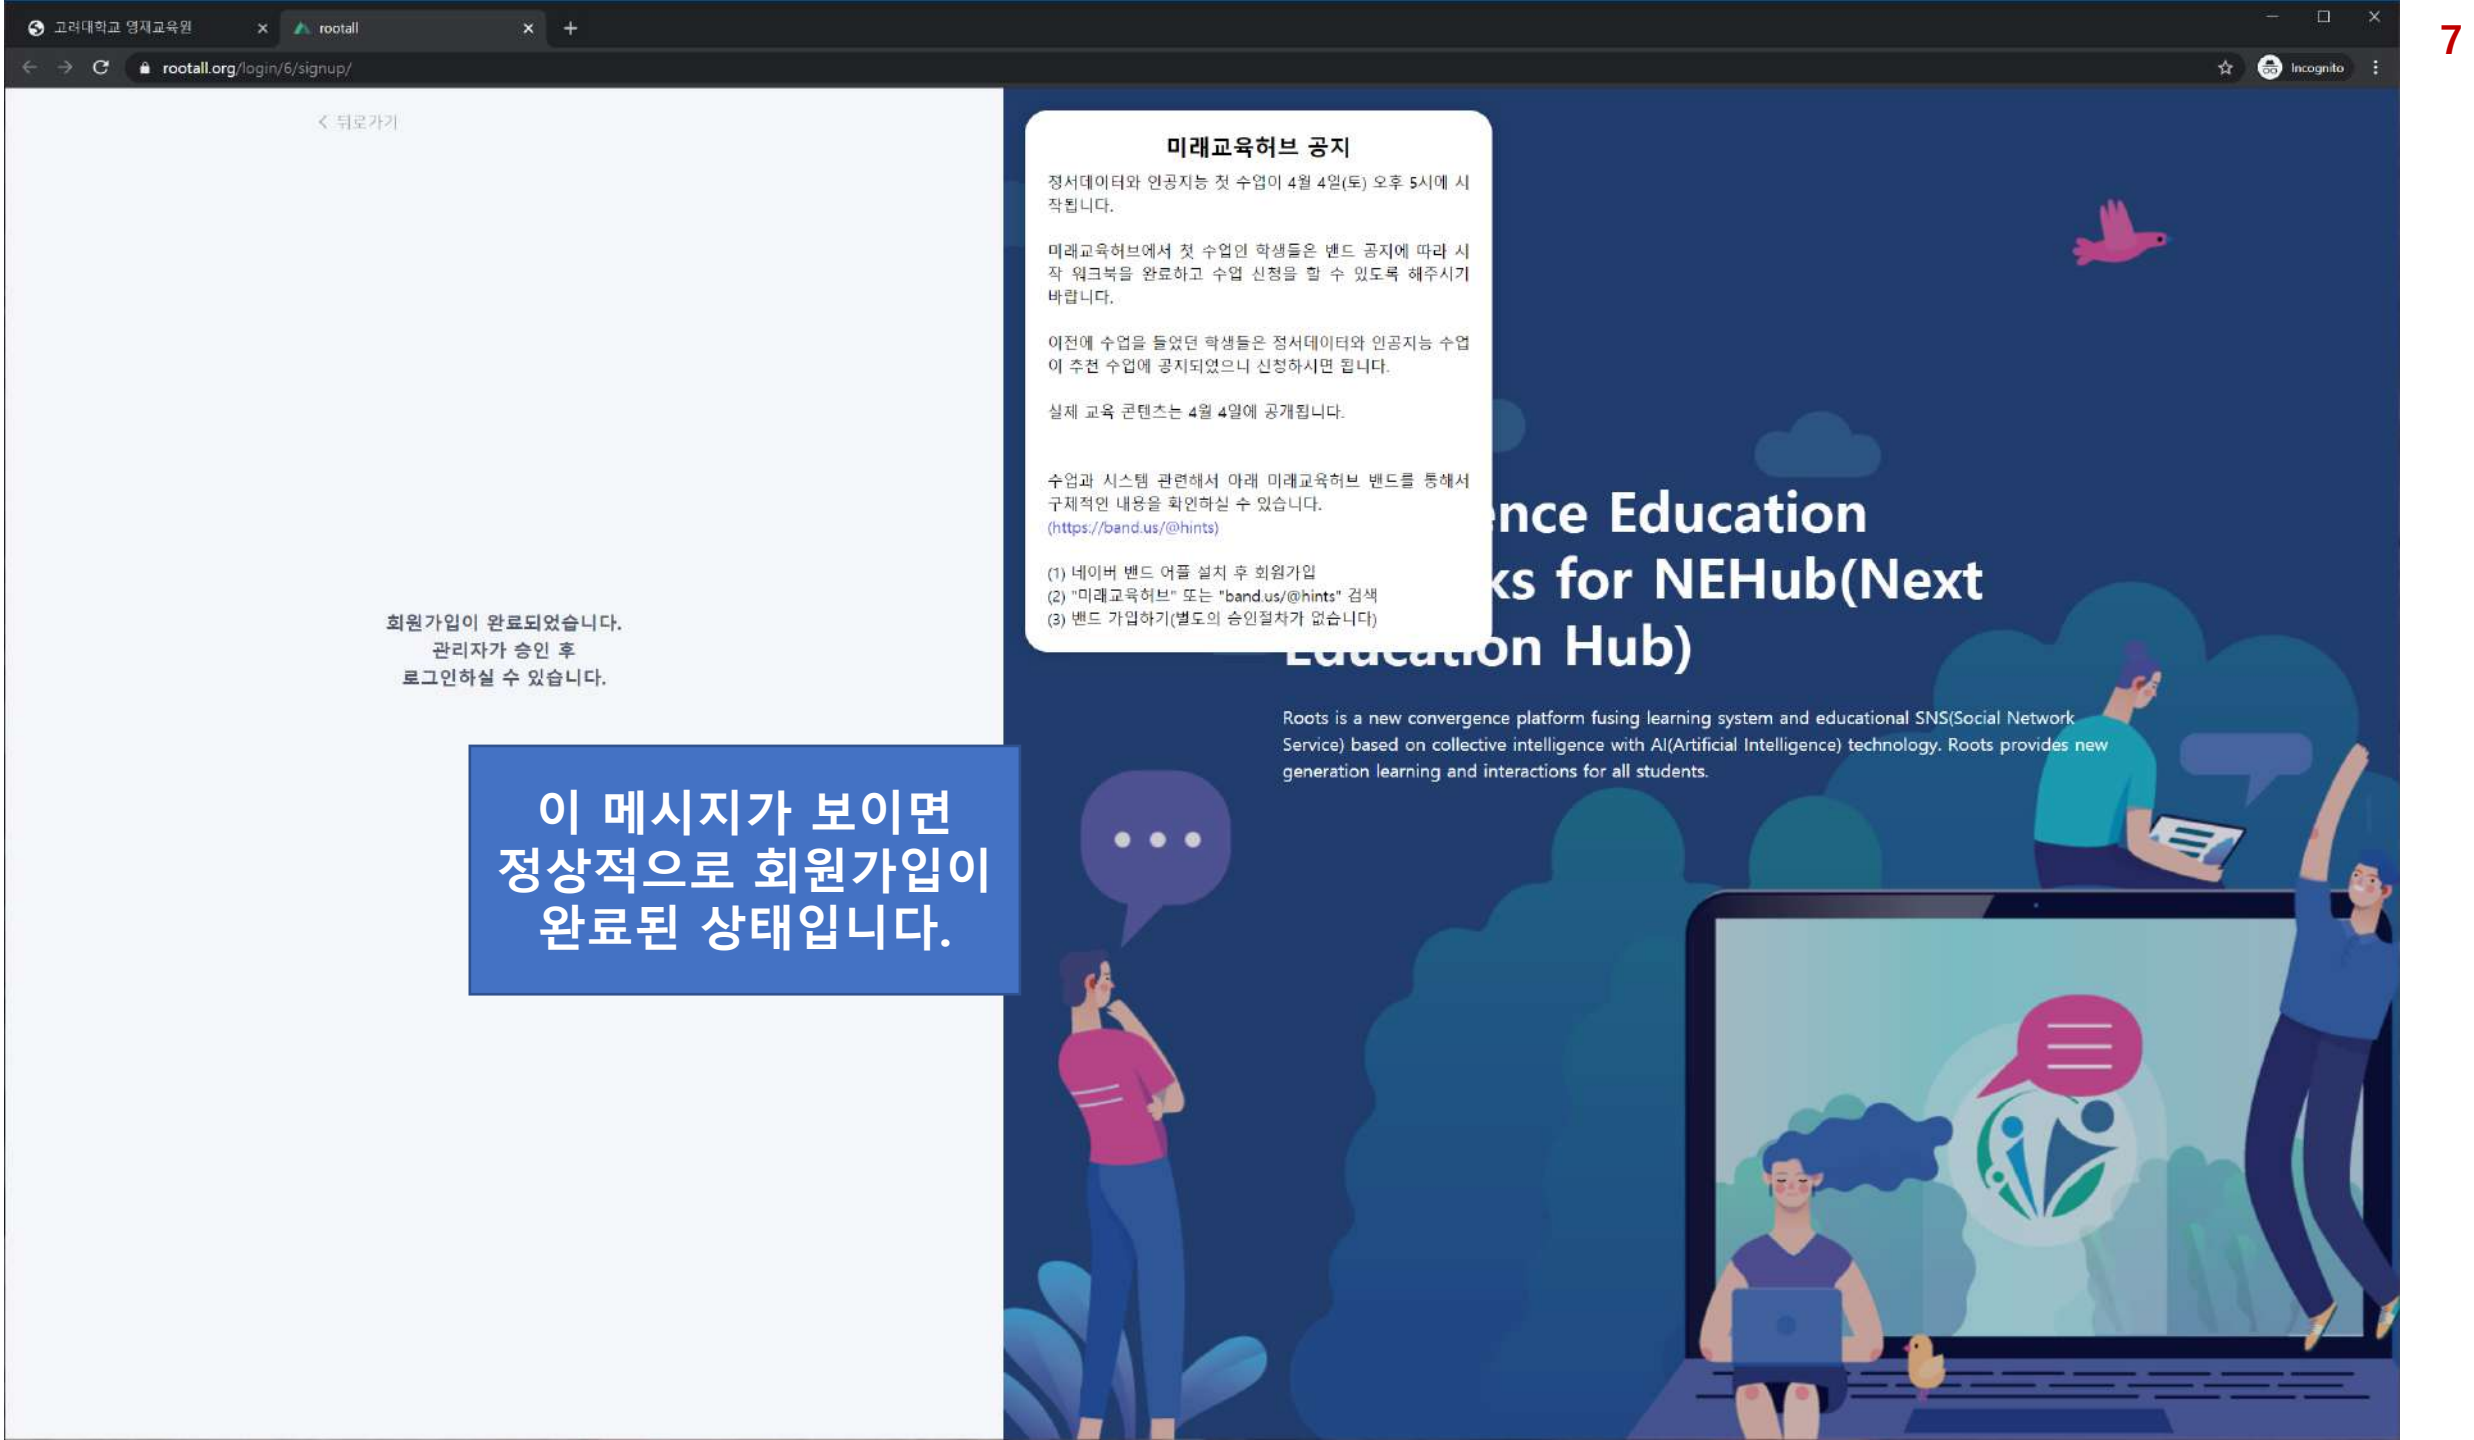 고려대학교 영재교육원
rootall
7
rootall.org/login/6/signup/
Incognito
뒤로가기
회원가입이 완료되었습니다.
관리자가 승인 후
로그인하실 수 있습니다.
이 메시지가 보이면
정상적으로 회원가입이
완료된 상태입니다.
미래교육허브 공지
정서데이터와 인공지능 첫 수업이 4월 4일(토) 오후 5시에 시
작됩니다.
미래교육허브에서 첫 수업인 학생들은 밴드 공지에 따라 시
작 워크북을 완료하고 수업 신청을 할 수 있도록 해주시기
바랍니다.
이전에 수업을 들었던 학생들은 정서데이터와 인공지능 수업
이 추천 수업에 공지되었으니 신청하시면 됩니다.
실제 교육 콘텐츠는 4월 4일에 공개됩니다.
수업과 시스템 관련해서 아래 미래교육허브 밴드를 통해서
구체적인 내용을 확인하실 수 있습니다.
(https://band.us/@hints)
(1) 네이버 밴드 어플 설치 후 회원가입
(2) "미래교육허브" 또는 "band.us/@hints" 검색
(3) 밴드 가입하기(별도의 승인절차가 없습니다)
nce Education
ks for NEHub(Next
Education Hub)
Roots is a new convergence platform fusing learning system and educational SNS(Social Network
Service) based on collective intelligence with AI(Artificial Intelligence) technology. Roots provides new
generation learning and interactions for all students.